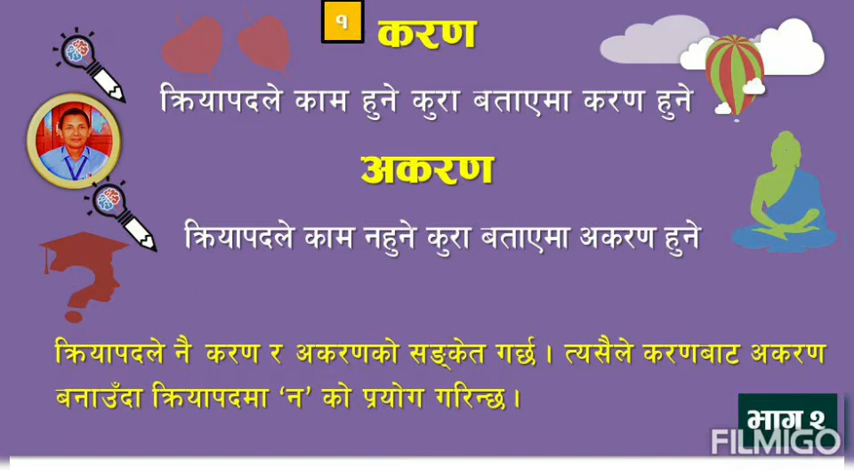 १
करण
क्रियापदले काम हुने कुरा बताएमा करण हुने
अकरण
क्रियापदले काम नहुने कुरा बताएमा अकरण हुने
क्रियापदले नै करण र अकरणको सङ्केत गर्छ । त्यसैले करणबाट अकरण
बनाउँदा क्रियापदमा ‘न’ को प्रयोग गरिन्छ ।
भाग २
FILMIGO